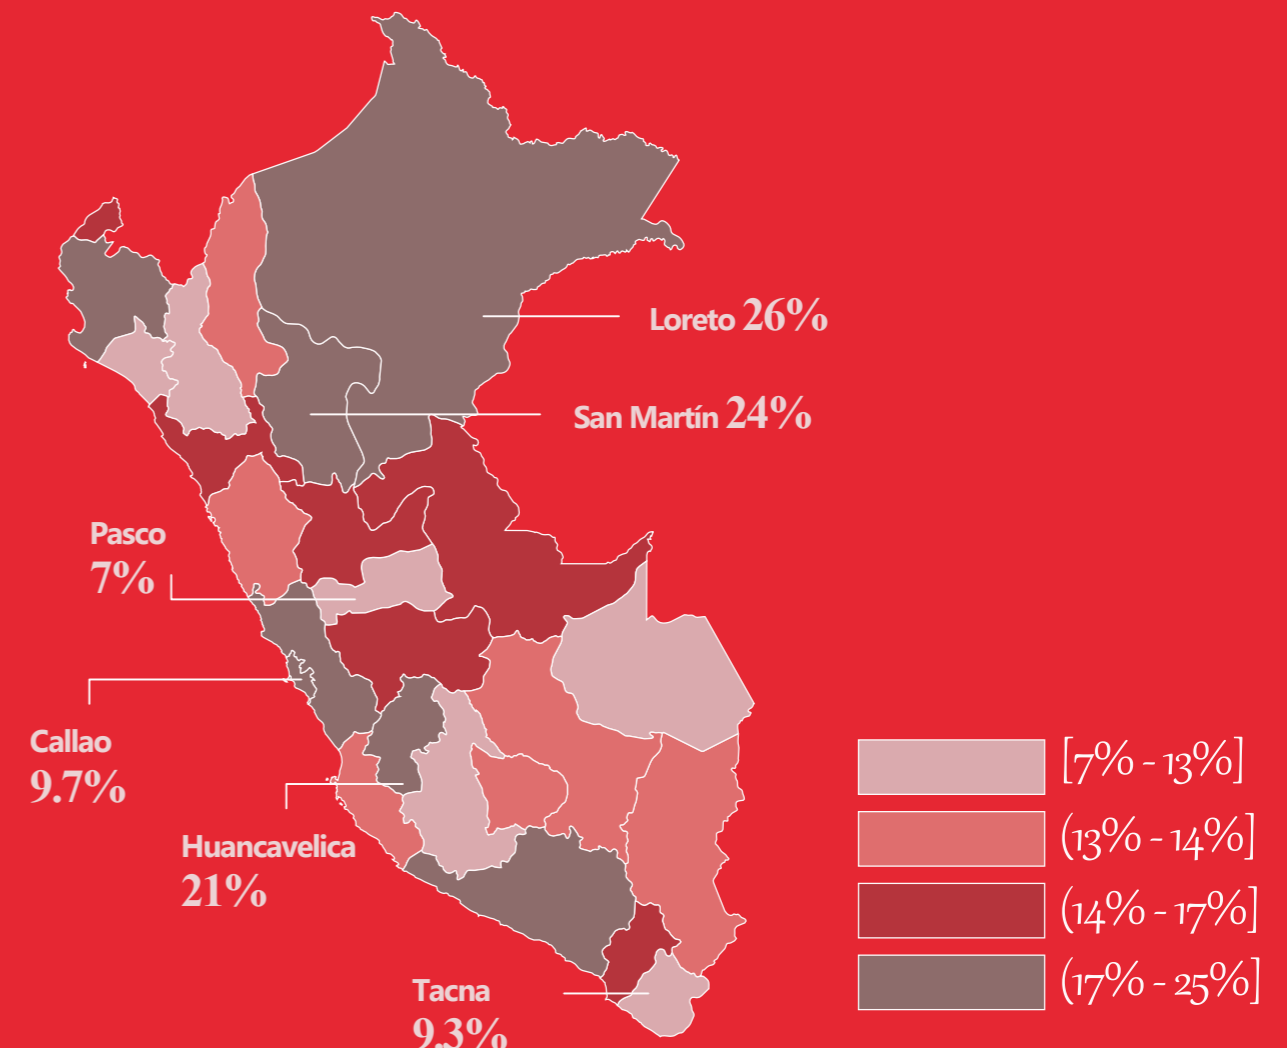 Loreto 26%
San Martín 24%
Pasco
7%
Callao
9.7%
Huancavelica
21%
Tacna
9.3%
[7% - 13%]
(13% - 14%]
(14% - 17%]
(17% - 25%]